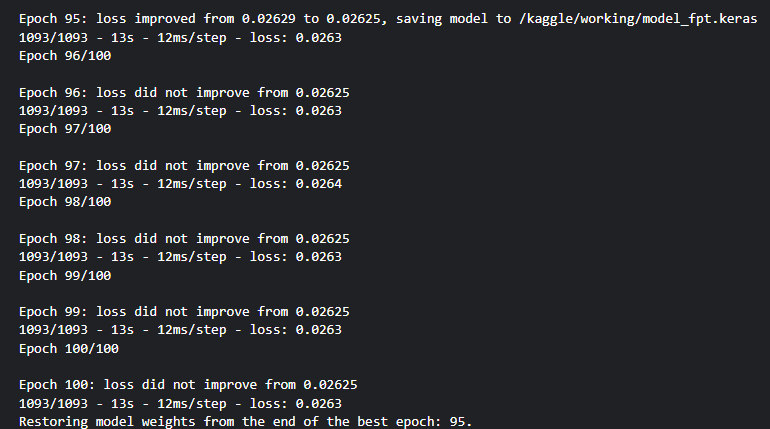 Epoch 95: loss improved from 0.02629 to 0.02625, saving model to /kaggle/working/model_fpt.keras
1093/1093 - 13s - 12ms/step - loss: 0.0263
Epoch 96/100
Epoch 96: loss did not improve from 0.02625
1093/1093 - 13s - 12ms/step - loss: 0.0263
Epoch 97/100
Epoch 97: loss did not improve from 0.02625
1093/1093 - 13s - 12ms/step - loss: 0.0264
Epoch 98/100
Epoch 98: loss did not improve from 0.02625
1093/1093 - 13s - 12ms/step - loss: 0.0263
Epoch 99/100
Epoch 99: loss did not improve from 0.02625
1093/1093 - 13s - 12ms/step - loss: 0.0263
Epoch 100/100
Epoch 100: loss did not improve from 0.02625
1093/1093 - 13s - 12ms/step - loss: 0.0263
Restoring model weights from the end of the best epoch: 95.